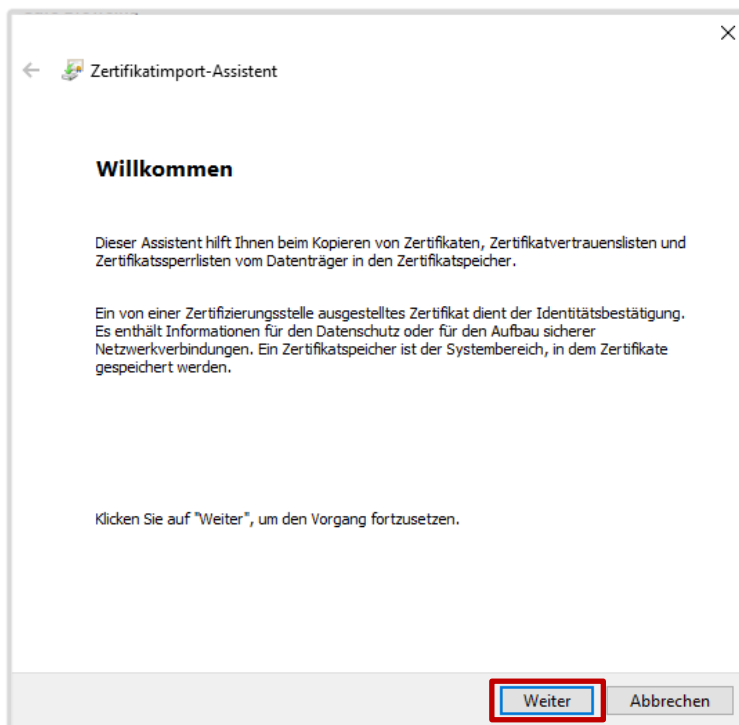 Zertifikatimport-Assistent
Willkommen
Dieser Assistent hilft Ihnen beim Kopieren von Zertifikaten, Zertifikatvertrauenslisten und
Zertifikatssperrlisten vom Datenträger in den Zertifikatspeicher.
Ein von einer Zertifizierungsstelle ausgestelltes Zertifikat dient der Identitätsbestätigung.
Es enthält Informationen für den Datenschutz oder für den Aufbau sicherer
Netzwerkverbindungen. Ein Zertifikatspeicher ist der Systembereich, in dem Zertifikate
gespeichert werden.
Klicken Sie auf "Weiter", um den Vorgang fortzusetzen.
Weiter
Abbrechen